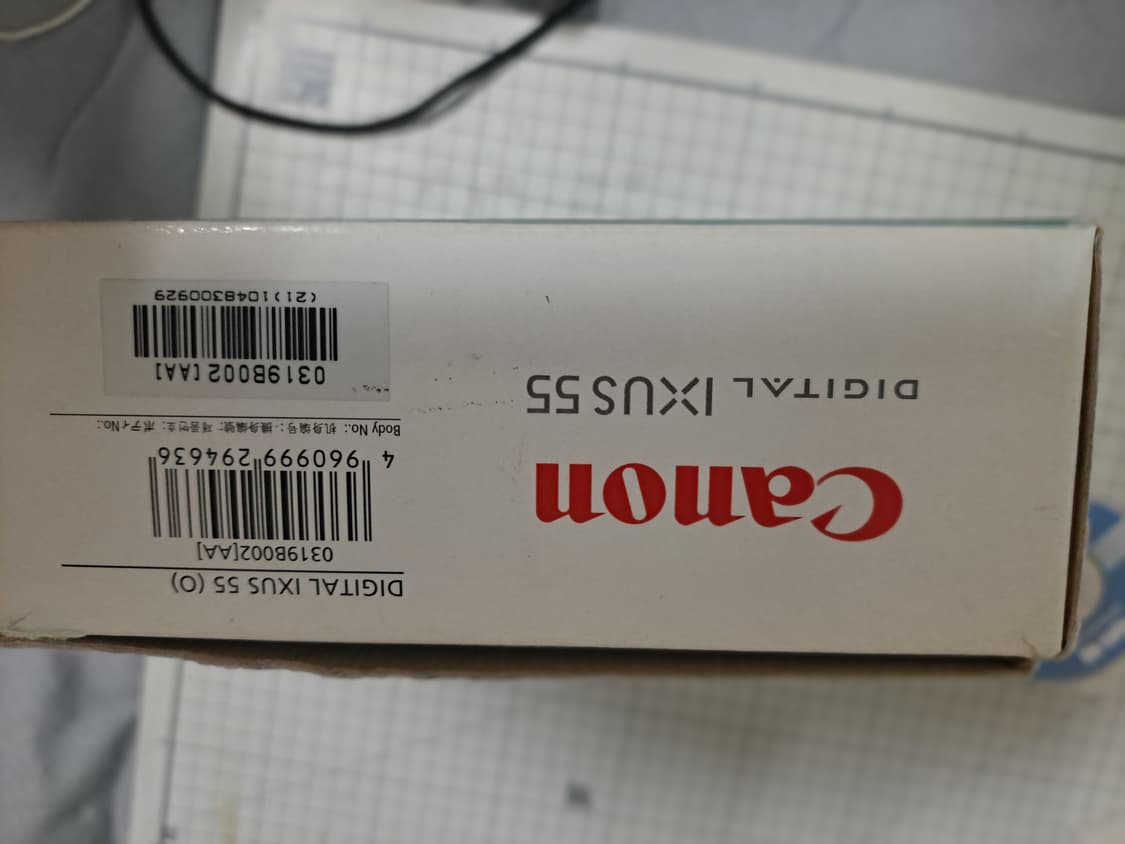 Canon
DIGITAL IXUS 55
DIGITAL IXUS 55 (O)
0319B002[AA]
4 960999 294636
Body No.: 机身编号: 機身編號: 제품번호: ボディNo.:
0319B002 [AA]
(21)1048300929